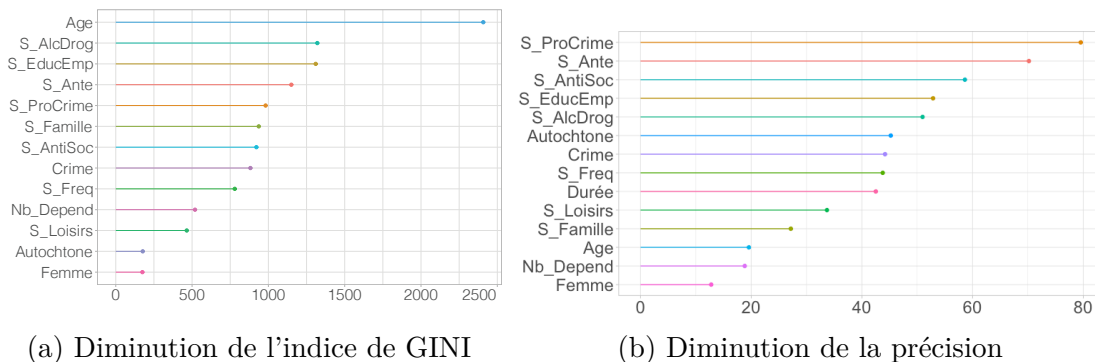 Age
S_AlcDrog
S_EducEmp
S_Ante
S_ProCrime
S_Famille
S_AntiSoc
Crime
S_Freq
Nb_Depend
S_Loisirs
Autochtone
Femme
0 500 1000 1500 2000 2500
(a) Diminution de l'indice de GINI
S_ProCrime
S_Ante
S_AntiSoc
S_EducEmp
S_AlcDrog
Autochtone
Crime
S_Freq
Durée
S_Loisirs
S_Famille
Age
Nb_Depend
Femme
0 20 40 60 80
(b) Diminution de la précision